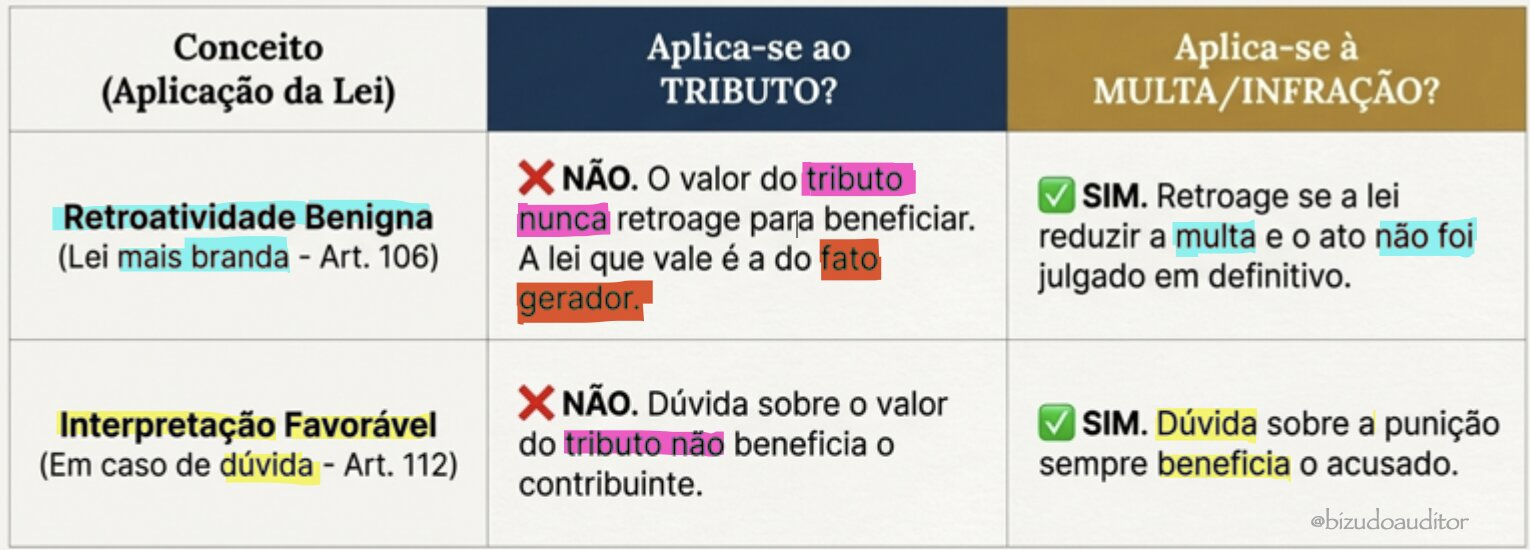 Conceito
(Aplicação da Lei)
Aplica-se ao
TRIBUTO?
Aplica-se à
MULTA/INFRAÇÃO?
Retroatividade Benigna
(Lei mais branda - Art. 106)
❌ NÃO. O valor do tributo
nunca retroage para beneficiar.
A lei que vale é a do fato
gerador.
✅ SIM. Retroage se a lei
reduzir a multa e o ato não foi
julgado em definitivo.
Interpretação Favorável
(Em caso de dúvida - Art. 112)
❌ NÃO. Dúvida sobre o valor
do tributo não beneficia o
contribuinte.
✅ SIM. Dúvida sobre a punição
sempre beneficia o acusado.
@bizudoauditor